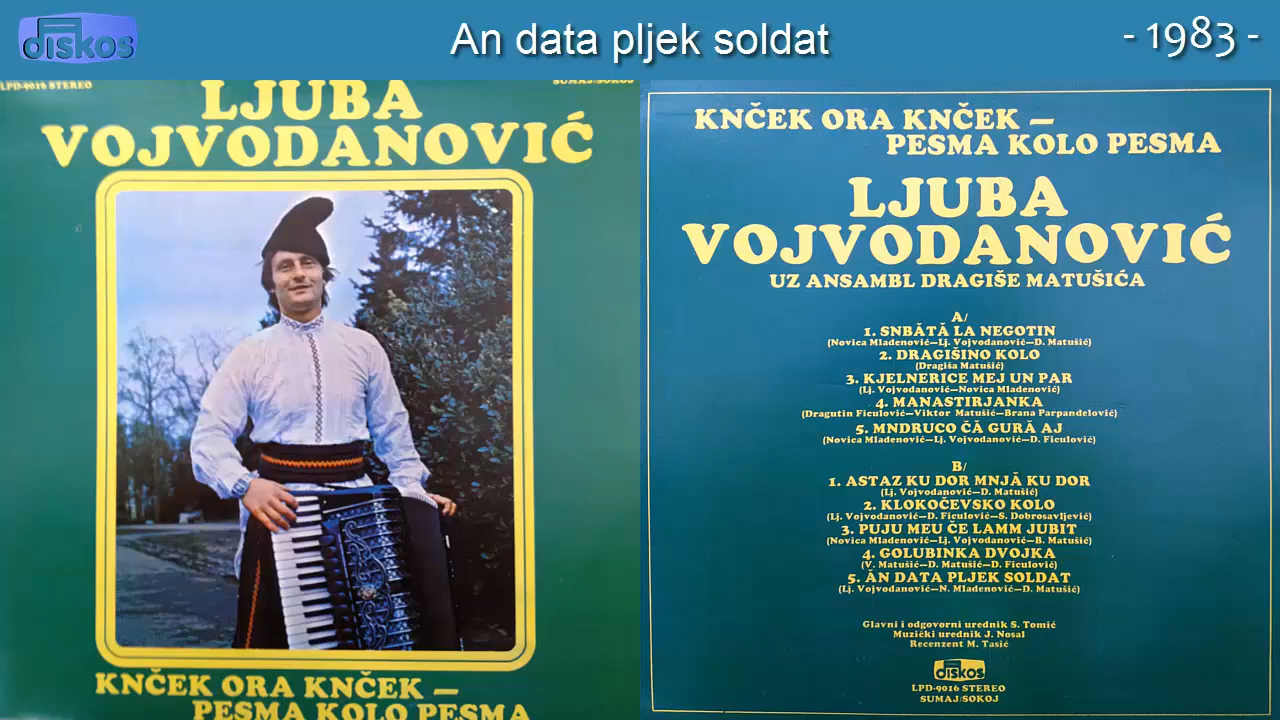 diskos
An data pljek soldat
- 1983 -
LPD-9016 STEREO
SUMAJ/SOKOJ
LJUBA
VOJVODANOVIĆ
KNČEK ORA KNČEK —
PESMA KOLO PESMA
KNČEK ORA KNČEK —
PESMA KOLO PESMA
LJUBA
VOJVODANOVIĆ
UZ ANSAMBL DRAGIŠE MATUŠIĆA
A/
1. SNBĂTĂ LA NEGOTIN
(Novica Mladenović—Lj. Vojvodanović—D. Matušić)
2. DRAGIŠINO KOLO
(Dragiša Matušić)
3. KJELNERICE MEJ UN PAR
(Lj. Vojvodanović—Novica Mladenović)
4. MANASTIRJANKA
(Dragutin Ficulović—Viktor Matušić—Brana Parpanđelović)
5. MNDRUCO ČĂ GURĂ AJ
(Novica Mladenović—Lj. Vojvodanović—D. Ficulović)
B/
1. ASTAZ KU DOR MNJĂ KU DOR
(Lj. Vojvodanović—D. Matušić)
2. KLOKOČEVSKO KOLO
(Lj. Vojvodanović—D. Ficulović—S. Dobrosavljević)
3. PUJU MEU ČE LAMM JUBIT
(Novica Mladenović—Lj. Vojvodanović—B. Matušić)
4. GOLUBINKA DVOJKA
(V. Matušić—D. Matušić—D. Ficulović)
5. ĂN DATA PLJEK SOLDAT
(Lj. Vojvodanović—N. Mladenović—D. Matušić)
Glavni i odgovorni urednik S. Tomić
Muzički urednik J. Nosal
Recenzent M. Tasić
diskos
LPD-9016 STEREO
SUMAJ/SOKOJ